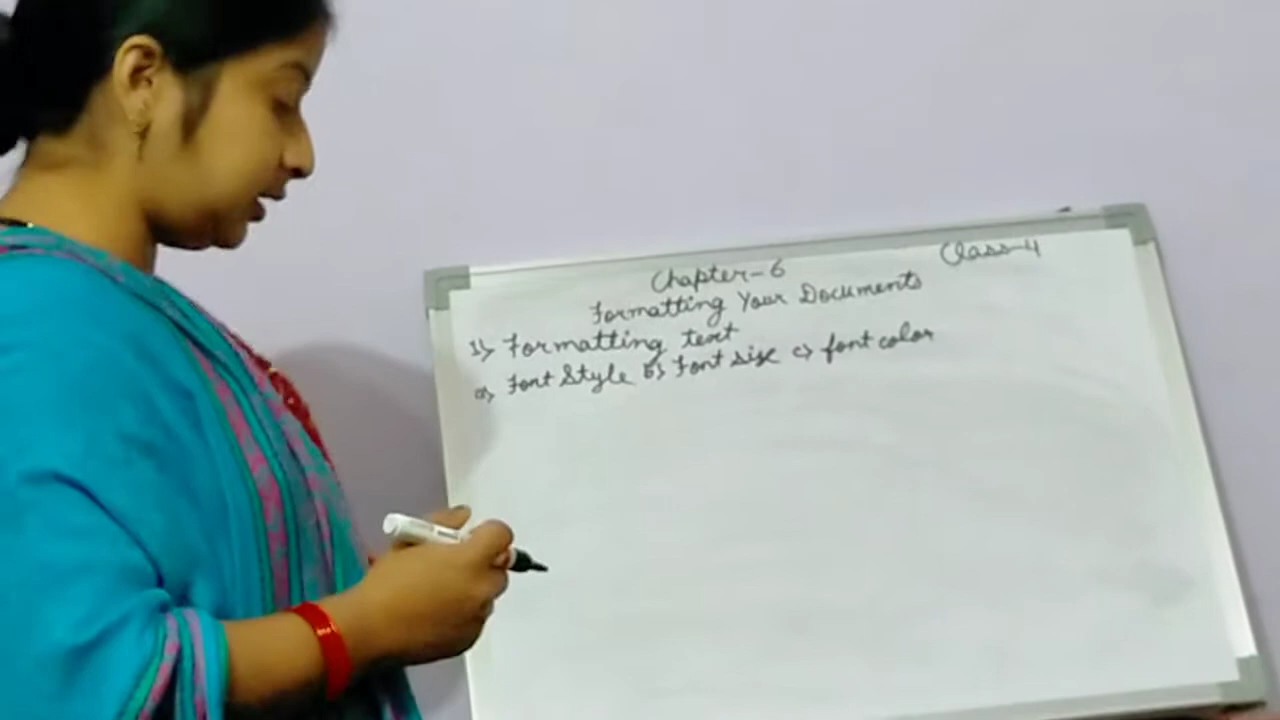 Class-4
Chapter-6
Formatting Your Documents
1) Formatting text
a) Font Style b) Font size c) font color